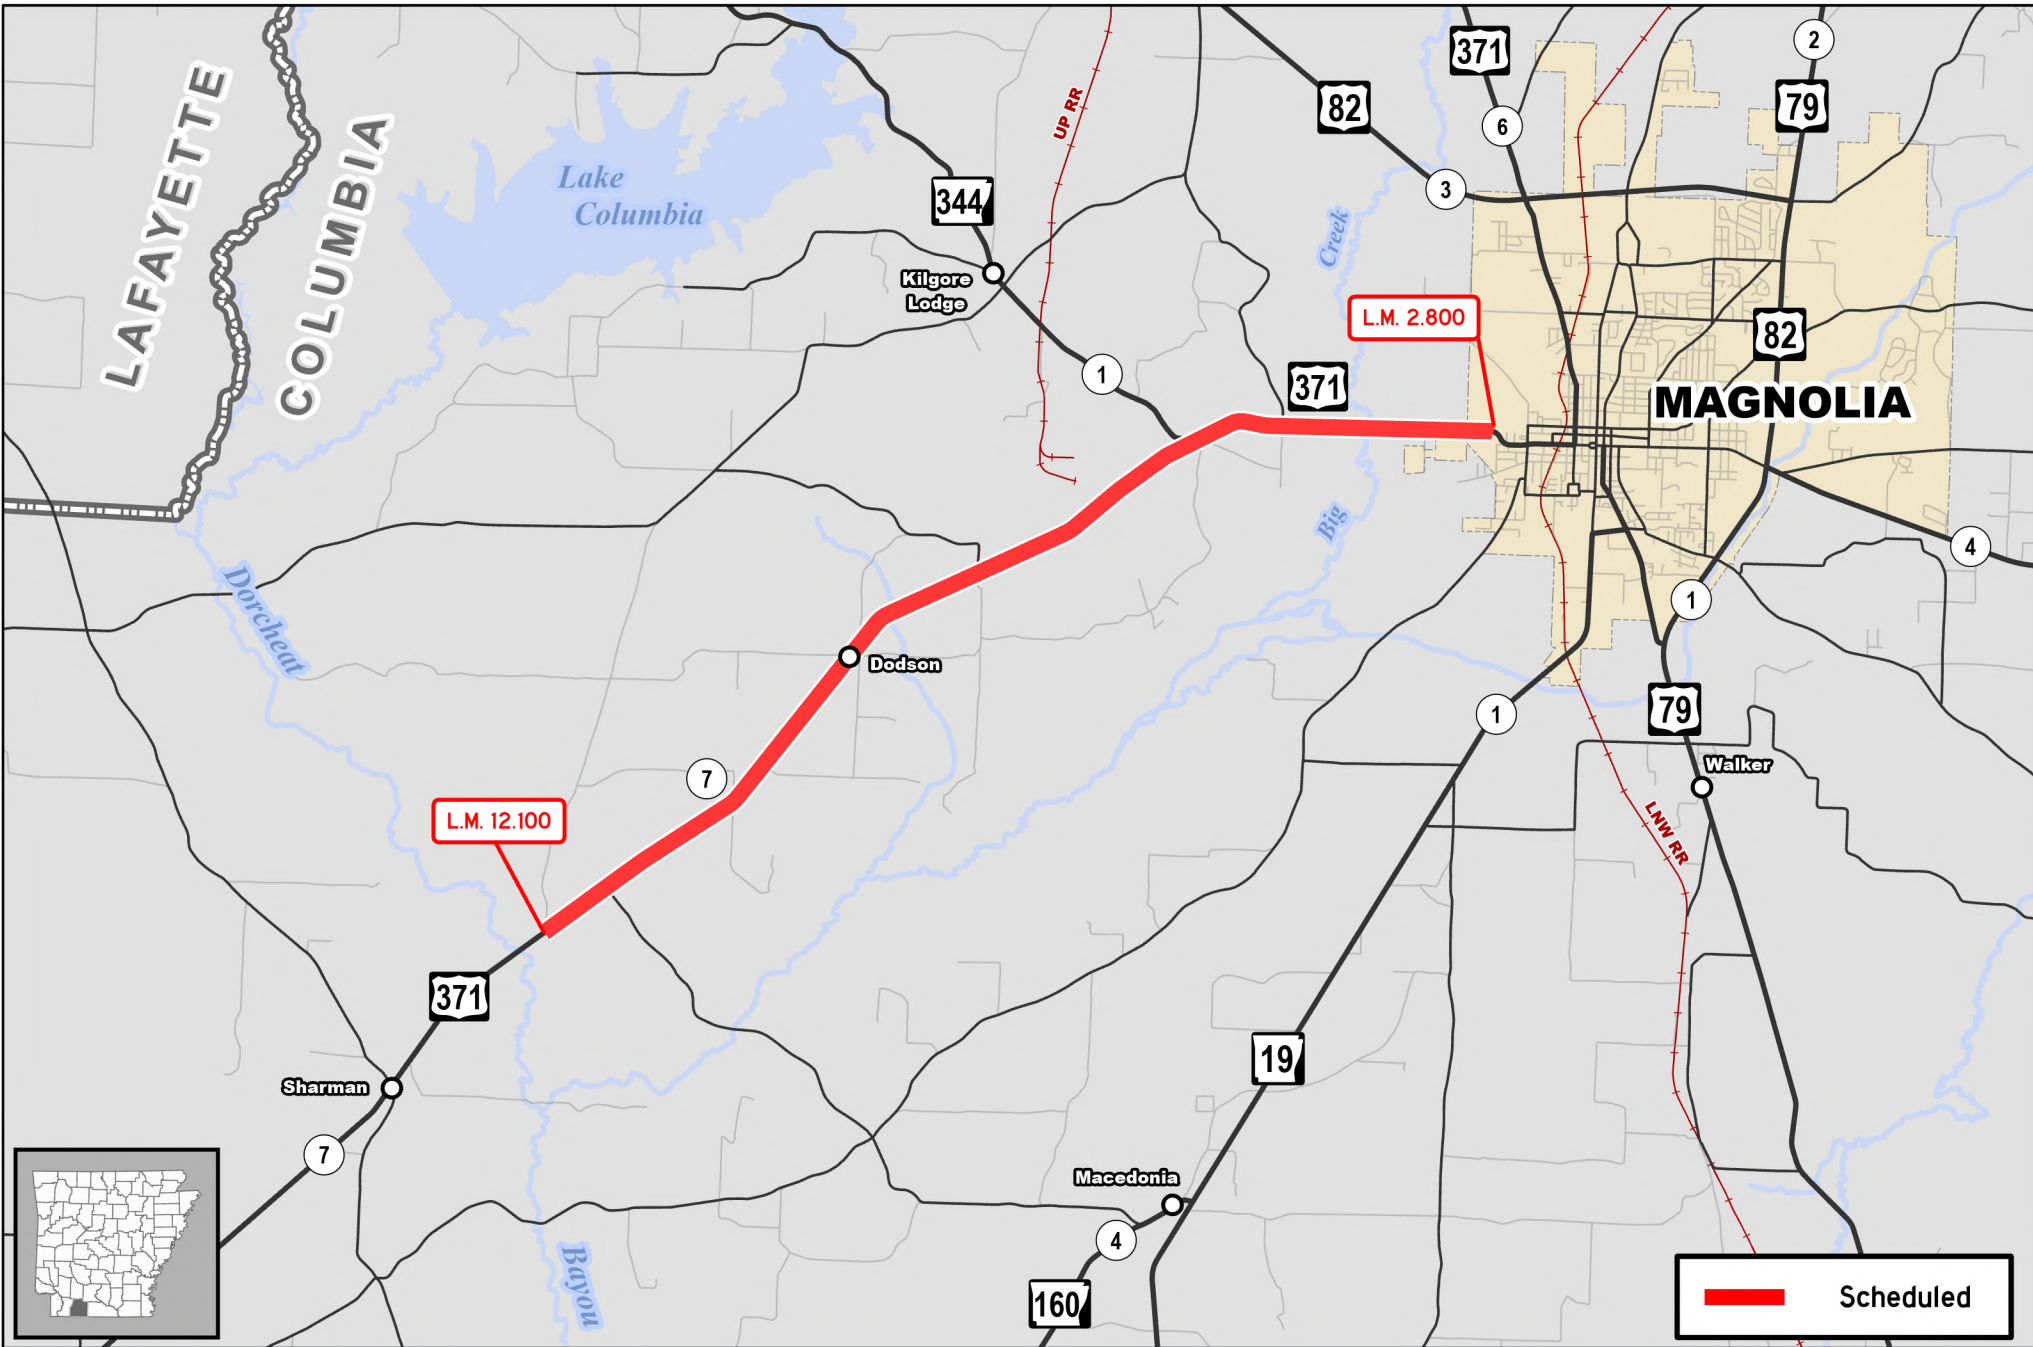 371
2
82
79
6
LAFAYETTE
COLUMBIA
UP RR
Lake
Columbia
344
3
Creek
Kilgore
Lodge
L.M. 2.800
82
1
371
MAGNOLIA
Big
4
Dorcheat
1
Dodson
79
1
Walker
7
L.M. 12.100
LNW RR
371
19
Sharman
7
Macedonia
4
Bayou
160
Scheduled